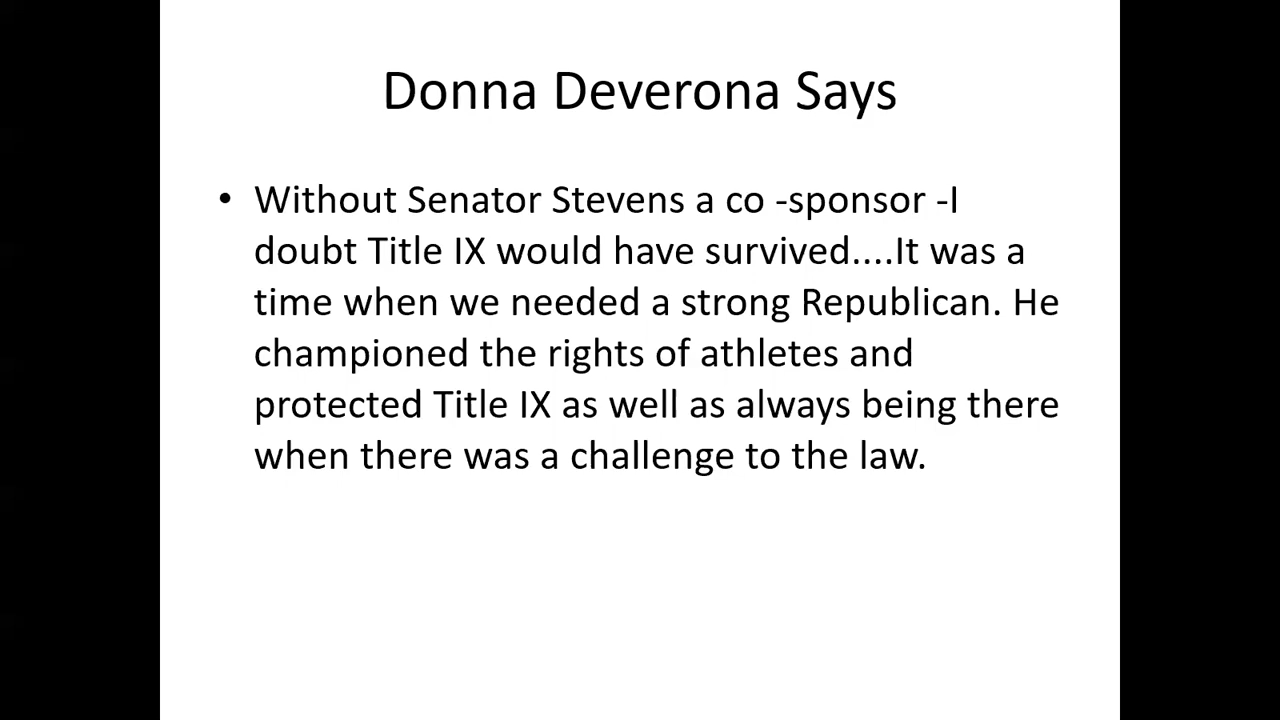 Donna Deverona Says
• Without Senator Stevens a co -sponsor -I
doubt Title IX would have survived....It was a
time when we needed a strong Republican. He
championed the rights of athletes and
protected Title IX as well as always being there
when there was a challenge to the law.